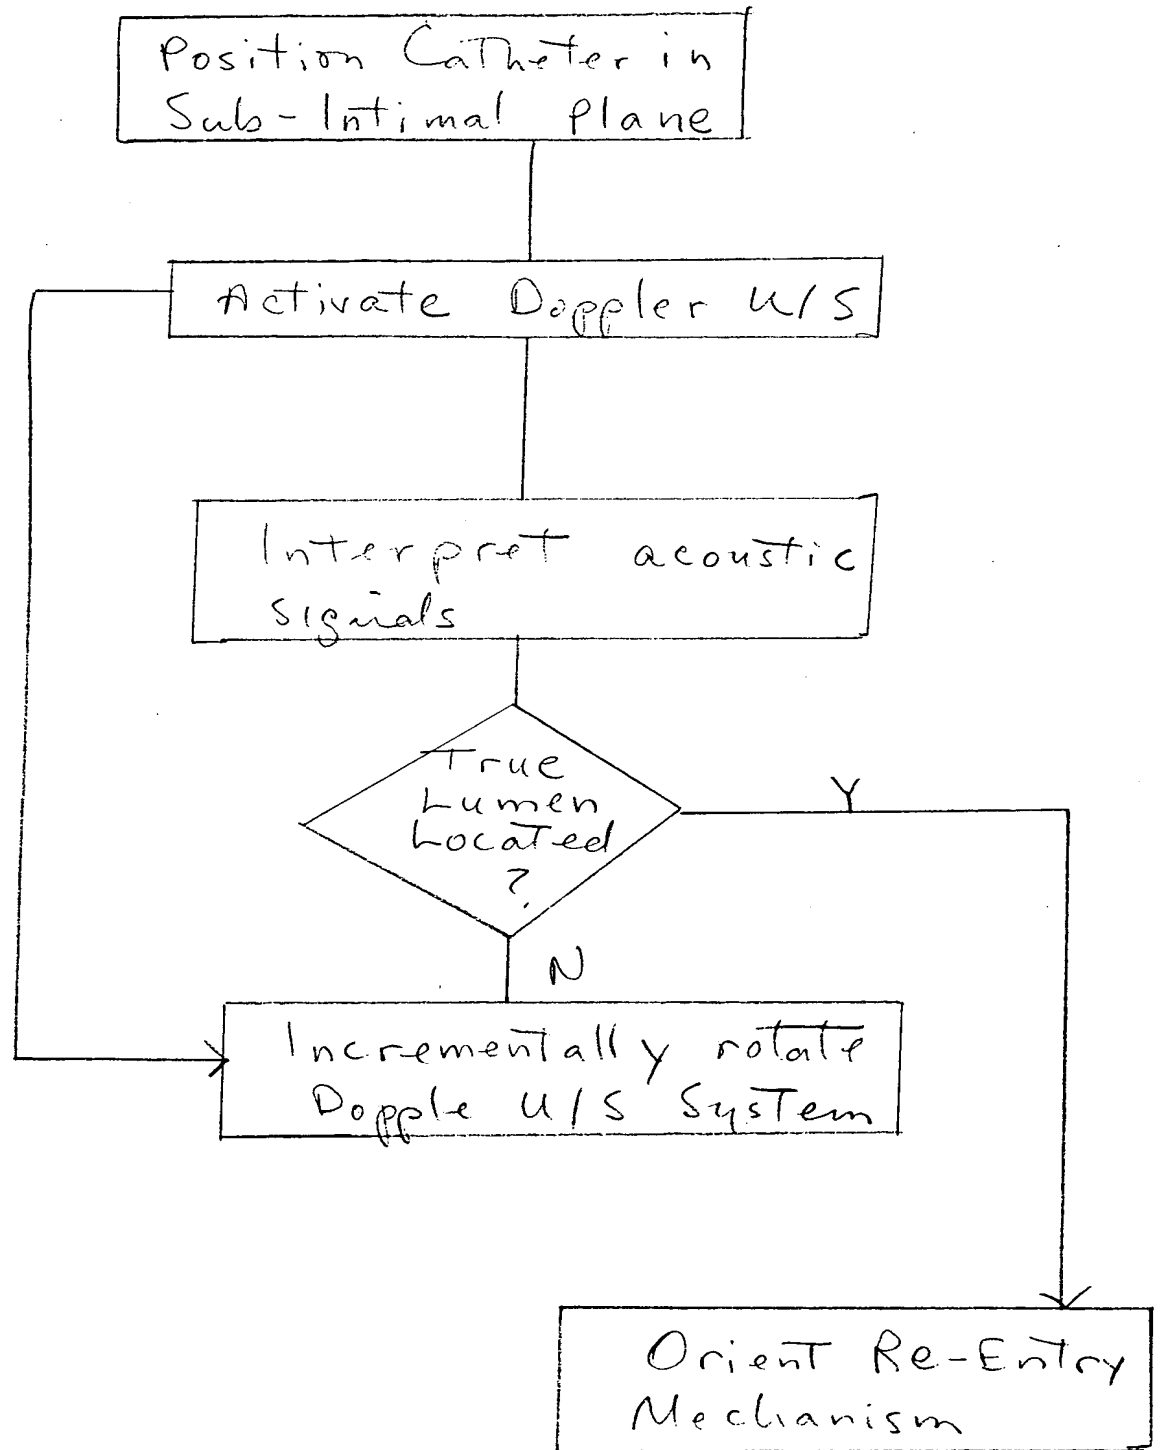 Position Catheter in
Sub-Intimal Plane
Activate Doppler U/S
Interpret acoustic
signals
True
Lumen
Located
?
Y
N
Incrementally rotate
Dopple U/S System
Orient Re-Entry
Mechanism